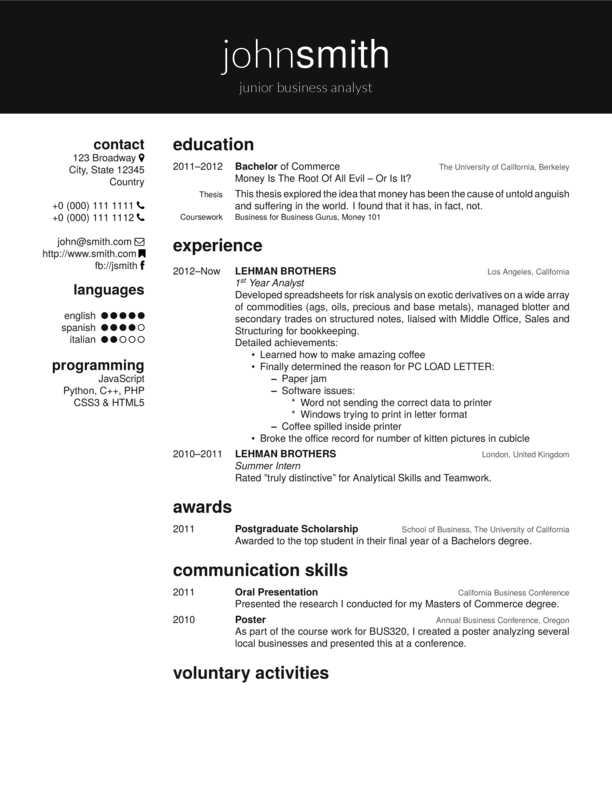 johnsmith
junior business analyst
contact
123 Broadway
City, State 12345
Country
+0 (000) 111 1111
+0 (000) 111 1112
john@smith.com
http://www.smith.com
fb://jsmith
languages
english
spanish
italian
programming
JavaScript
Python, C++, PHP
CSS3 & HTML5
education
2011–2012 Bachelor of Commerce The University of California, Berkeley
Money Is The Root Of All Evil – Or Is It?
Thesis This thesis explored the idea that money has been the cause of untold anguish
and suffering in the world. I found that it has, in fact, not.
Coursework Business for Business Gurus, Money 101
experience
2012–Now LEHMAN BROTHERS Los Angeles, California
1st Year Analyst
Developed spreadsheets for risk analysis on exotic derivatives on a wide array
of commodities (ags, oils, precious and base metals), managed blotter and
secondary trades on structured notes, liaised with Middle Office, Sales and
Structuring for bookkeeping.
Detailed achievements:
• Learned how to make amazing coffee
• Finally determined the reason for PC LOAD LETTER:
– Paper jam
– Software issues:
* Word not sending the correct data to printer
* Windows trying to print in letter format
– Coffee spilled inside printer
• Broke the office record for number of kitten pictures in cubicle
2010–2011 LEHMAN BROTHERS London, United Kingdom
Summer Intern
Rated "truly distinctive" for Analytical Skills and Teamwork.
awards
2011 Postgraduate Scholarship School of Business, The University of California
Awarded to the top student in their final year of a Bachelors degree.
communication skills
2011 Oral Presentation California Business Conference
Presented the research I conducted for my Masters of Commerce degree.
2010 Poster Annual Business Conference, Oregon
As part of the course work for BUS320, I created a poster analyzing several
local businesses and presented this at a conference.
voluntary activities